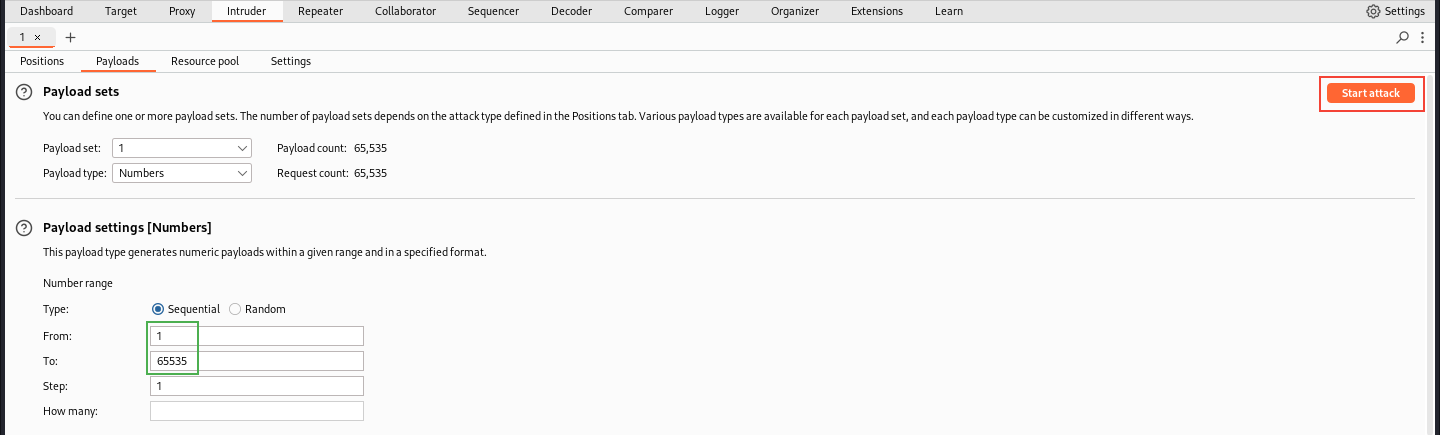 Dashboard Target Proxy Intruder Repeater Collaborator Sequencer Decoder Comparer Logger Organizer Extensions Learn Settings
1 × +
Positions Payloads Resource pool Settings
? Payload sets Start attack
You can define one or more payload sets. The number of payload sets depends on the attack type defined in the Positions tab. Various payload types are available for each payload set, and each payload type can be customized in different ways.
Payload set: 1 Payload count: 65,535
Payload type: Numbers Request count: 65,535
? Payload settings [Numbers]
This payload type generates numeric payloads within a given range and in a specified format.
Number range
Type: Sequential Random
From: 1
To: 65535
Step: 1
How many: